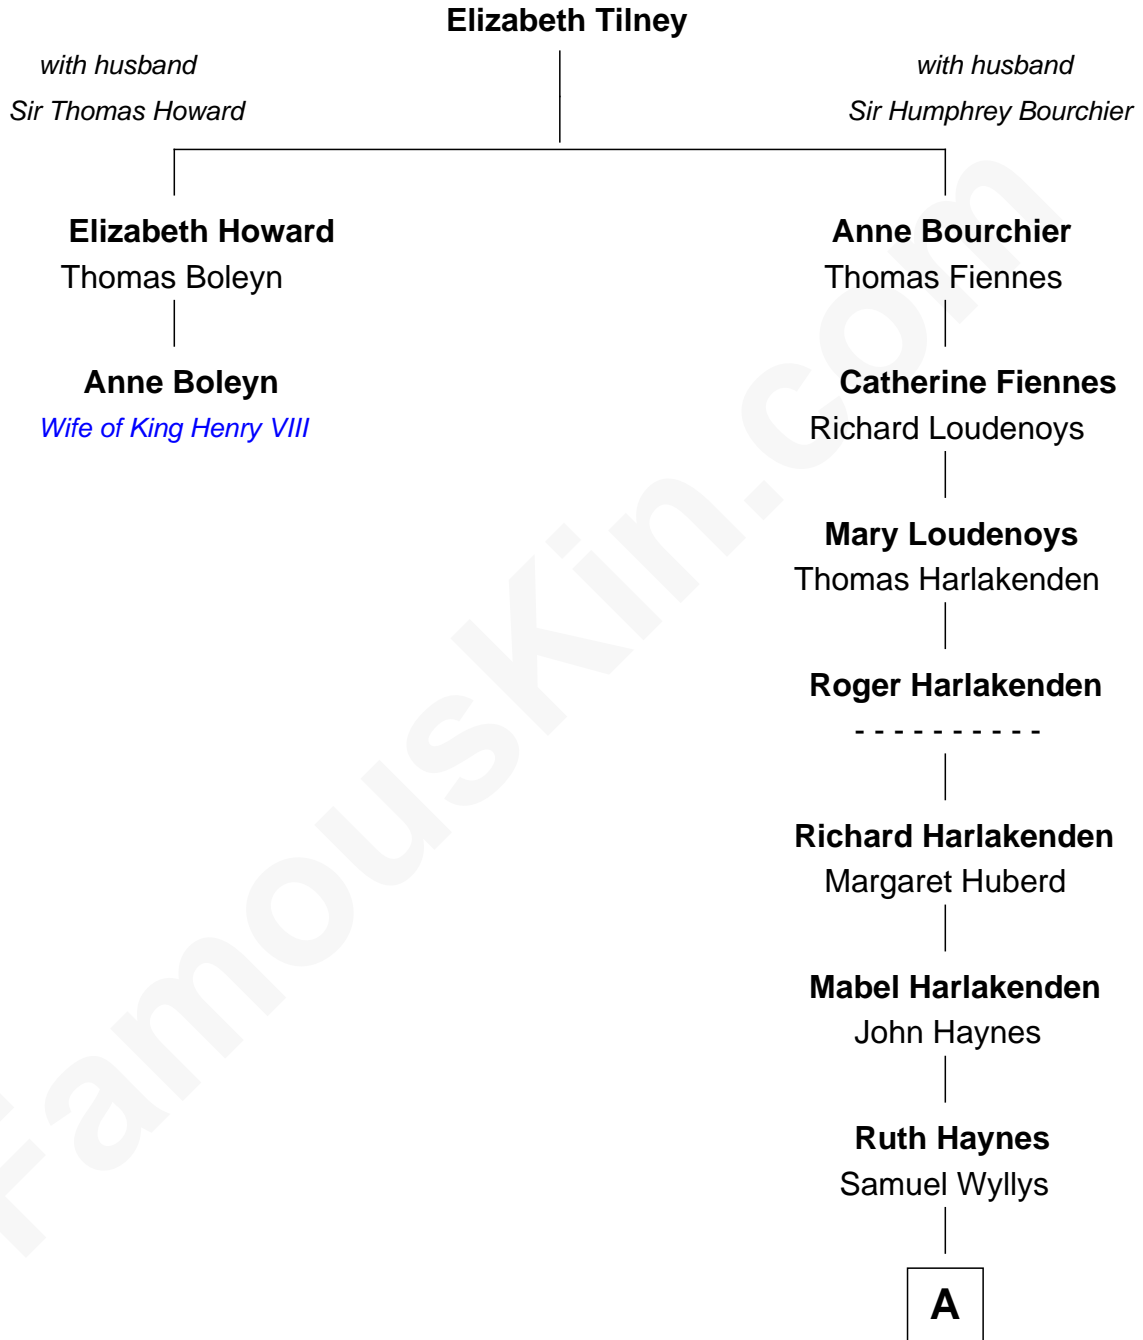 Elizabeth Tilney
with husband
Sir Thomas Howard
with husband
Sir Humphrey Bourchier
Elizabeth Howard
Thomas Boleyn
Anne Boleyn
Wife of King Henry VIII
Anne Bourchier
Thomas Fiennes
Catherine Fiennes
Richard Loudenoys
Mary Loudenoys
Thomas Harlakenden
Roger Harlakenden
- - - - - - - - - -
Richard Harlakenden
Margaret Huberd
Mabel Harlakenden
John Haynes
Ruth Haynes
Samuel Wyllys
A
FamousKin.com